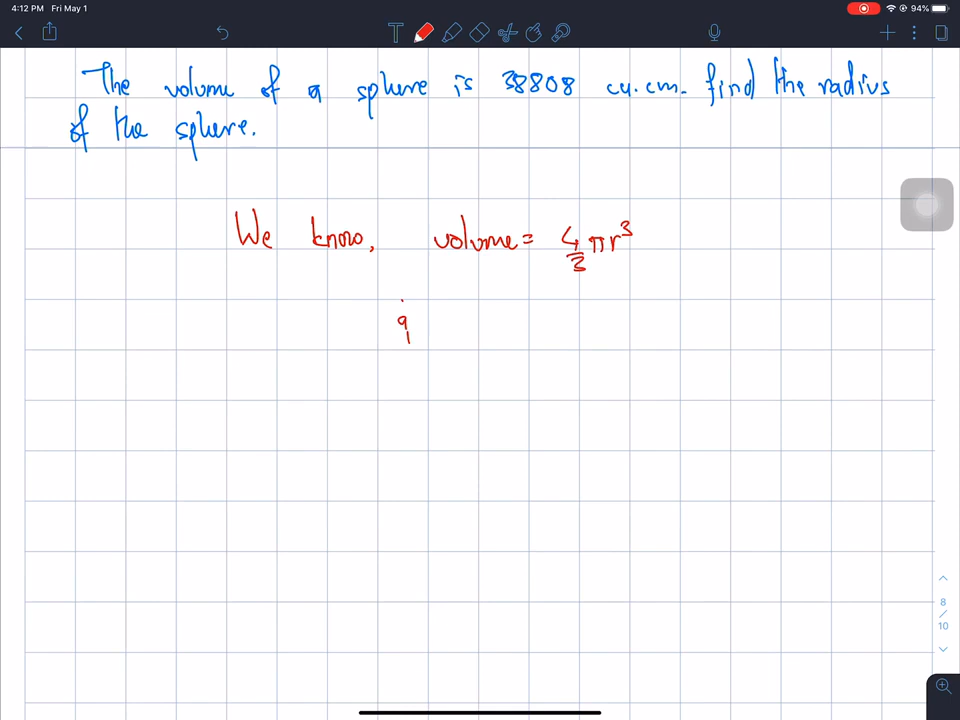 4:12 PM Fri May 1
94%
T
The volume of a sphere is 38808 cu.cm. find the radius
of the sphere.
We know, volume = 4/3 πr³
8
/
10